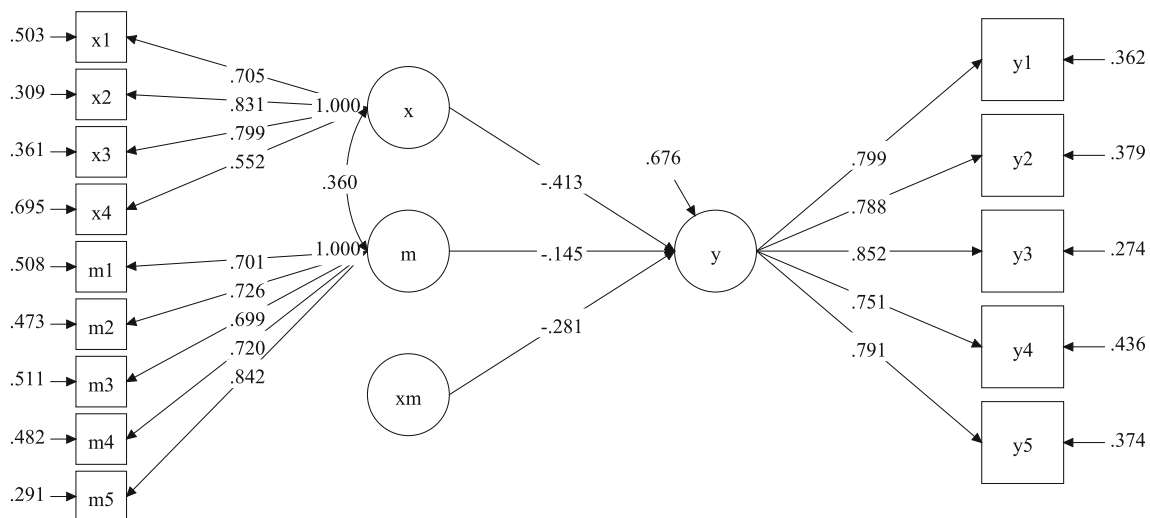 .503 x1
.309 x2
.361 x3
.695 x4
.508 m1
.473 m2
.511 m3
.482 m4
.291 m5
.705
.831
.799
.552
.701
.726
.699
.720
.842
1.000 x
.360
1.000 m
xm
-.413
-.145
-.281
.676
y
.799
.788
.852
.751
.791
y1 .362
y2 .379
y3 .274
y4 .436
y5 .374